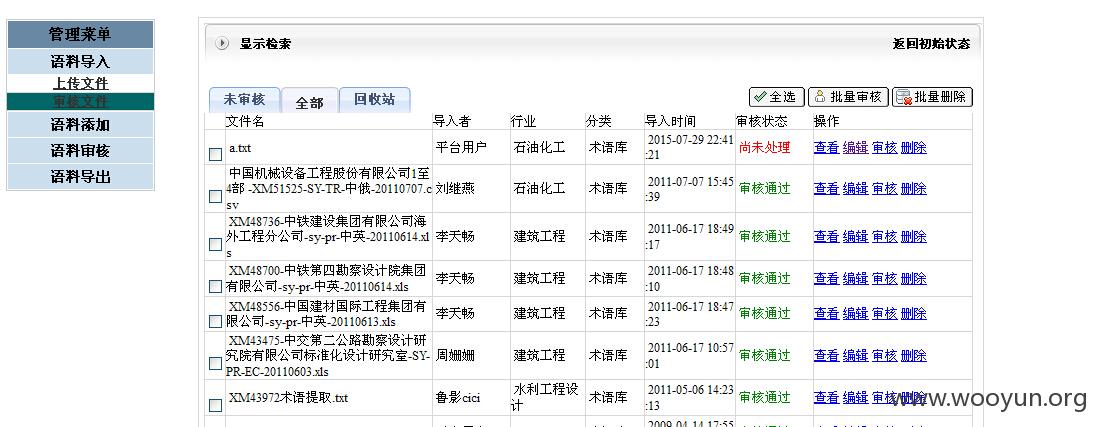 管理菜单
语料导入
上传文件
审核文件
语料添加
语料审核
语料导出
显示检索
返回初始状态
未审核 全部 回收站
全选 批量审核 批量删除
文件名 导入者 行业 分类 导入时间 审核状态 操作
a.txt 平台用户 石油化工 术语库 2015-07-29 22:41
:21 尚未处理 查看 编辑 审核 删除
中国机械设备工程股份有限公司1至
4部 -XM51525-SY-TR-中俄-20110707.c
sv 刘继燕 石油化工 术语库 2011-07-07 15:45
:39 审核通过 查看 编辑 审核 删除
XM48736-中铁建设集团有限公司海
外工程分公司-sy-pr-中英-20110614.xl
s 李天畅 建筑工程 术语库 2011-06-17 18:49
:17 审核通过 查看 编辑 审核 删除
XM48700-中铁第四勘察设计院集团
有限公司-sy-pr-中英-20110614.xls 李天畅 建筑工程 术语库 2011-06-17 18:48
:10 审核通过 查看 编辑 审核 删除
XM48556-中国建材国际工程集团有
限公司-sy-pr-中英-20110613.xls 李天畅 建筑工程 术语库 2011-06-17 18:47
:23 审核通过 查看 编辑 审核 删除
XM43475-中交第二公路勘察设计研
究院有限公司标准化设计研究室-SY-
PR-EC-20110603.xls 周姗姗 建筑工程 术语库 2011-06-17 10:57
:01 审核通过 查看 编辑 审核 删除
XM43972术语提取.txt 鲁影cici 水利工程设
计 术语库 2011-05-06 14:23
:13 审核通过 查看 编辑 审核 删除
www.wooyun.org